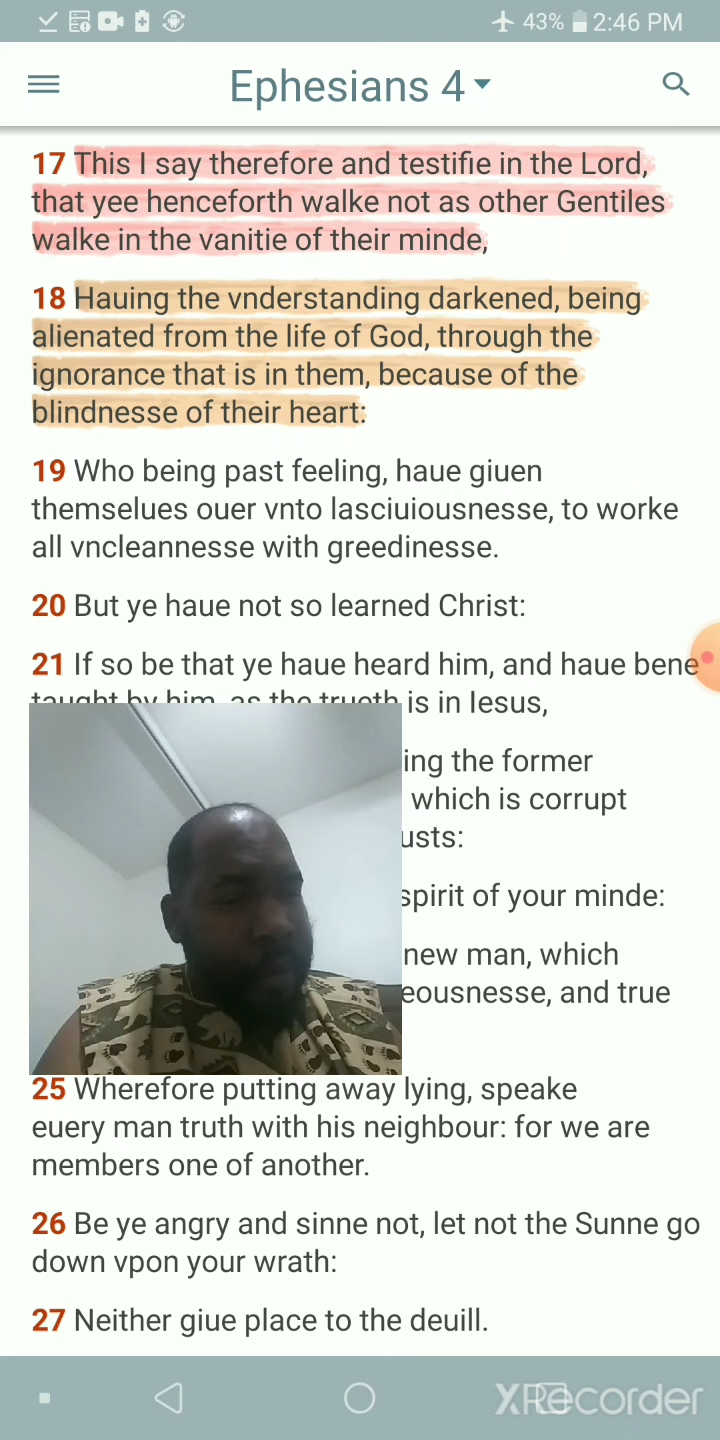 43% 2:46 PM
Ephesians 4
17 This I say therefore and testifie in the Lord,
that yee henceforth walke not as other Gentiles
walke in the vanitie of their minde,
18 Hauing the vnderstanding darkened, being
alienated from the life of God, through the
ignorance that is in them, because of the
blindnesse of their heart:
19 Who being past feeling, haue giuen
themselues ouer vnto lasciuiousnesse, to worke
all vncleannesse with greedinesse.
20 But ye haue not so learned Christ:
21 If so be that ye haue heard him, and haue bene
taught by him, as the trueth is in Iesus,
ing the former
which is corrupt
usts:
spirit of your minde:
new man, which
eousnesse, and true
25 Wherefore putting away lying, speake
euery man truth with his neighbour: for we are
members one of another.
26 Be ye angry and sinne not, let not the Sunne go
down vpon your wrath:
27 Neither giue place to the deuill.
XRecorder